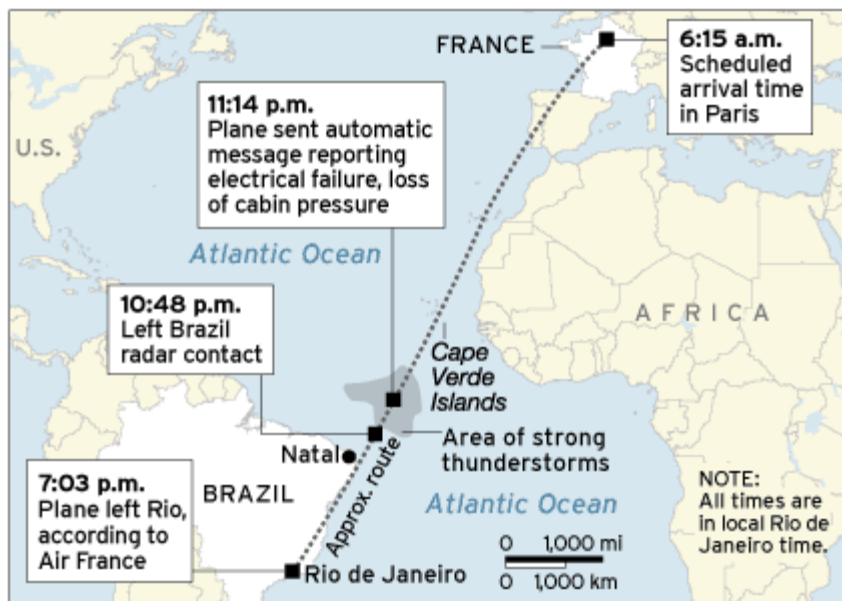 FRANCE
6:15 a.m.
Scheduled
arrival time
in Paris
11:14 p.m.
Plane sent automatic
message reporting
electrical failure, loss
of cabin pressure
U.S.
Atlantic Ocean
10:48 p.m.
Left Brazil
radar contact
AFRICA
Cape
Verde
Islands
Area of strong
thunderstorms
Natal
Approx. route
BRAZIL
7:03 p.m.
Plane left Rio,
according to
Air France
Rio de Janeiro
Atlantic Ocean
0 1,000 mi
0 1,000 km
NOTE:
All times are
in local Rio de
Janeiro time.